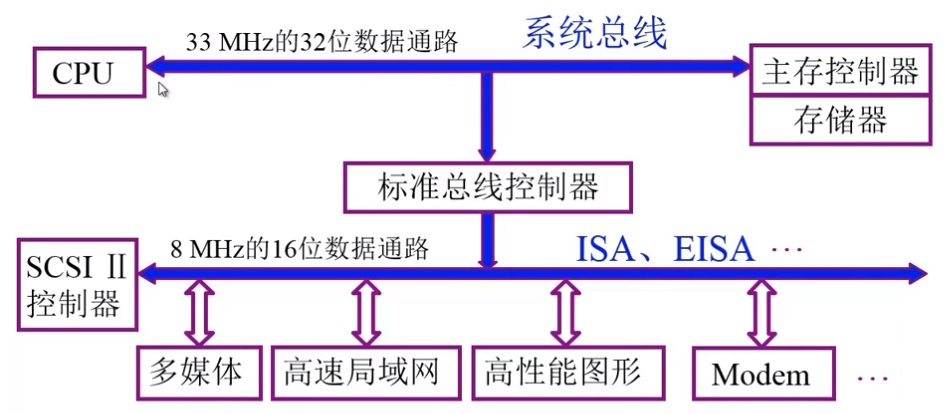 33 MHz的32位数据通路
系统总线
CPU
主存控制器
存储器
标准总线控制器
8 MHz的16位数据通路
ISA、EISA …
SCSI Ⅱ
控制器
多媒体
高速局域网
高性能图形
Modem
…